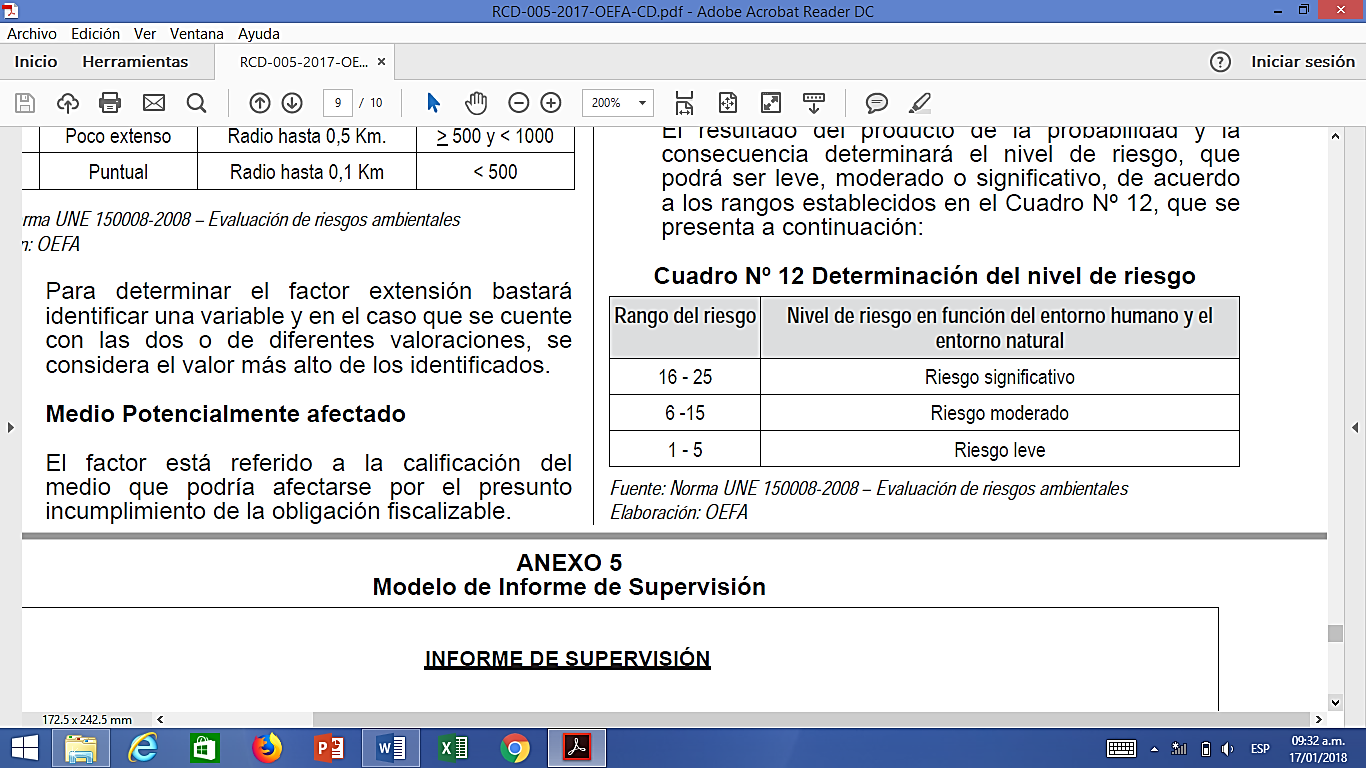 RCD-005-2017-OEFA-CD.pdf - Adobe Acrobat Reader DC
Archivo Edición Ver Ventana Ayuda
Inicio Herramientas RCD-005-2017-OE... × Iniciar sesión
9 / 10 200%
Poco extenso Radio hasta 0,5 Km. ≥ 500 y < 1000
Puntual Radio hasta 0,1 Km < 500
rma UNE 150008-2008 – Evaluación de riesgos ambientales
n: OEFA
Para determinar el factor extensión bastará
identificar una variable y en el caso que se cuente
con las dos o de diferentes valoraciones, se
considera el valor más alto de los identificados.
Medio Potencialmente afectado
El factor está referido a la calificación del
medio que podría afectarse por el presunto
incumplimiento de la obligación fiscalizable.
El resultado del producto de la probabilidad y la
consecuencia determinará el nivel de riesgo, que
podrá ser leve, moderado o significativo, de acuerdo
a los rangos establecidos en el Cuadro Nº 12, que se
presenta a continuación:
Cuadro Nº 12 Determinación del nivel de riesgo
Rango del riesgo Nivel de riesgo en función del entorno humano y el
entorno natural
16 - 25 Riesgo significativo
6 -15 Riesgo moderado
1 - 5 Riesgo leve
Fuente: Norma UNE 150008-2008 – Evaluación de riesgos ambientales
Elaboración: OEFA
ANEXO 5
Modelo de Informe de Supervisión
INFORME DE SUPERVISIÓN
172.5 x 242.5 mm
ESP
09:32 a.m.
17/01/2018